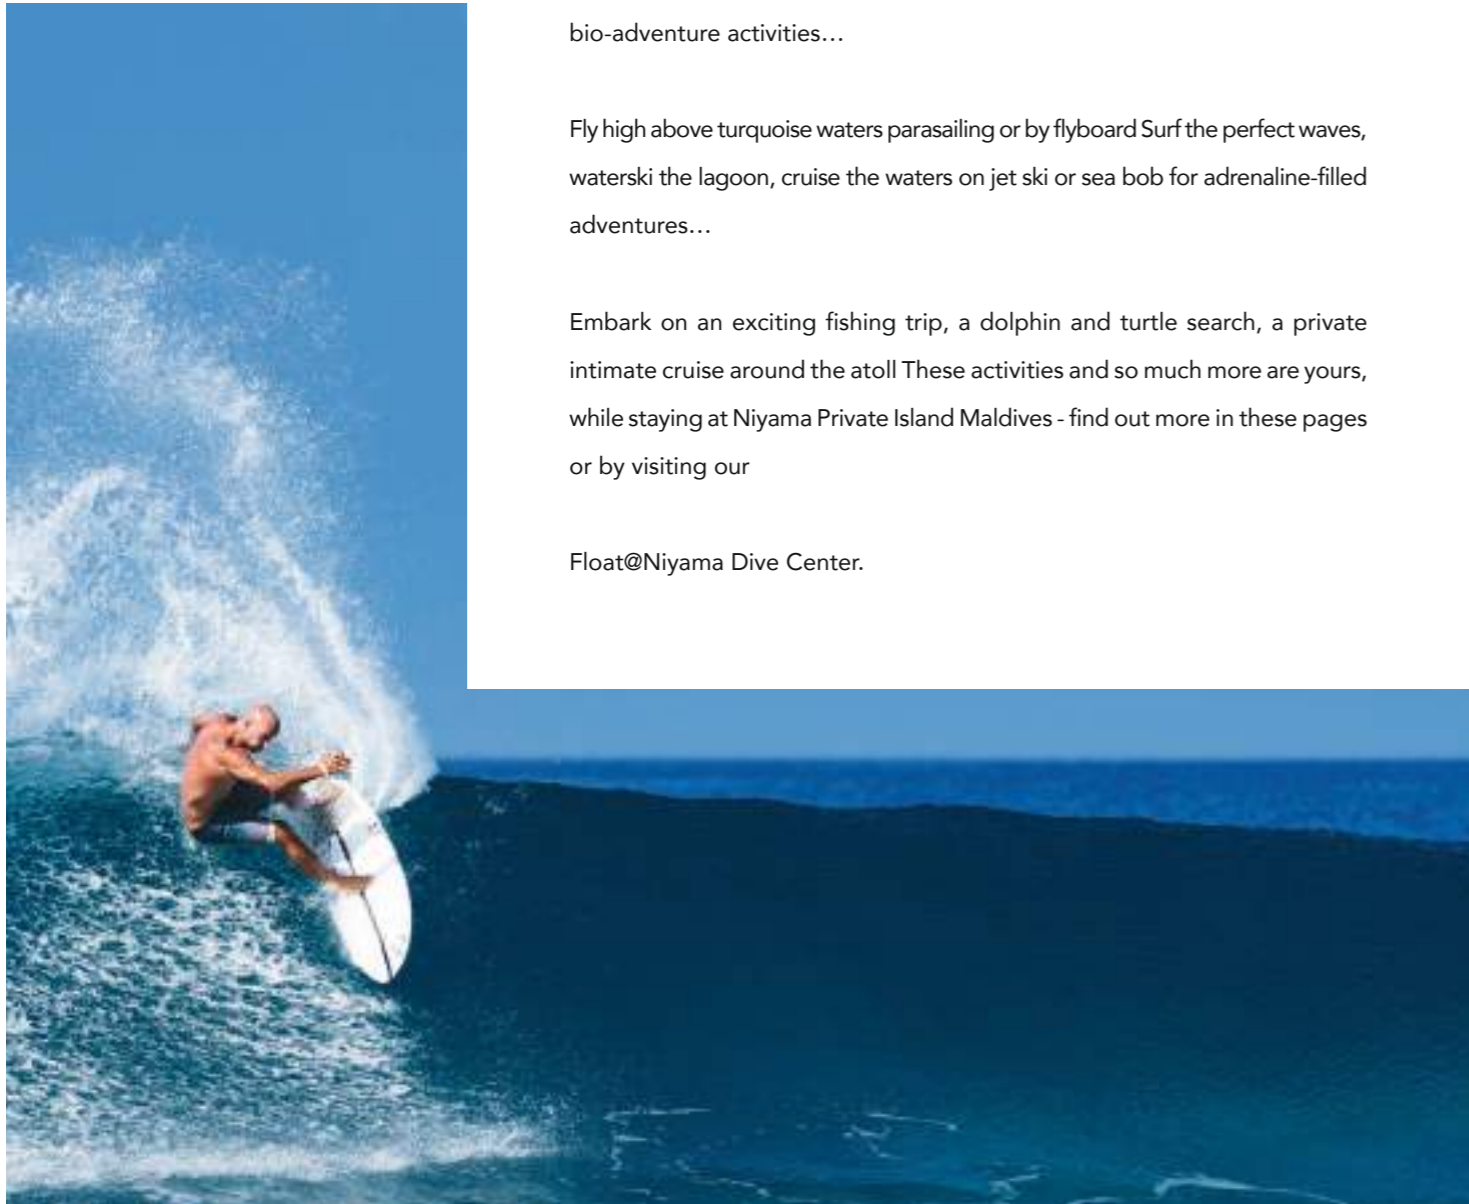 bio-adventure activities…
Fly high above turquoise waters parasailing or by flyboard Surf the perfect waves,
waterski the lagoon, cruise the waters on jet ski or sea bob for adrenaline-filled
adventures…
Embark on an exciting fishing trip, a dolphin and turtle search, a private
intimate cruise around the atoll These activities and so much more are yours,
while staying at Niyama Private Island Maldives - find out more in these pages
or by visiting our
Float@Niyama Dive Center.